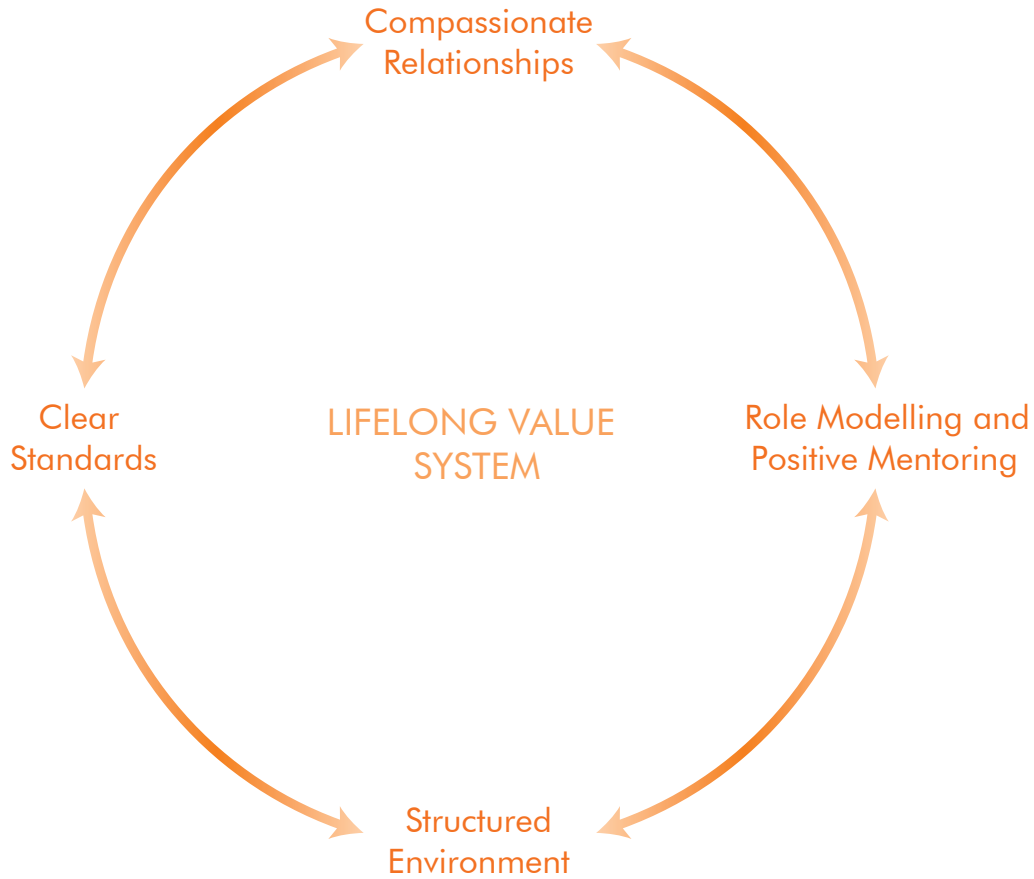 Compassionate
Relationships
Clear
Standards
LIFELONG VALUE
SYSTEM
Role Modelling and
Positive Mentoring
Structured
Environment